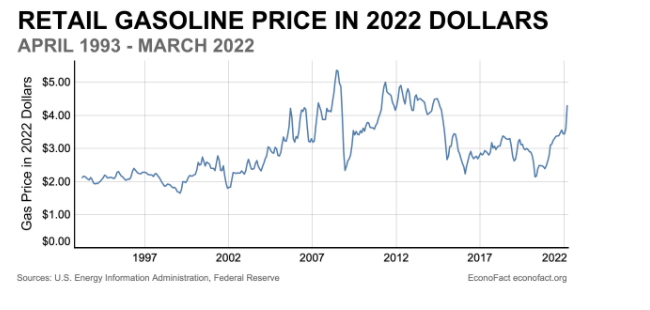 RETAIL GASOLINE PRICE IN 2022 DOLLARS
APRIL 1993 - MARCH 2022
Gas Price in 2022 Dollars
$5.00
$4.00
$3.00
$2.00
$1.00
$0.00
1997 2002 2007 2012 2017 2022
Sources: U.S. Energy Information Administration, Federal Reserve
EconoFact econofact.org